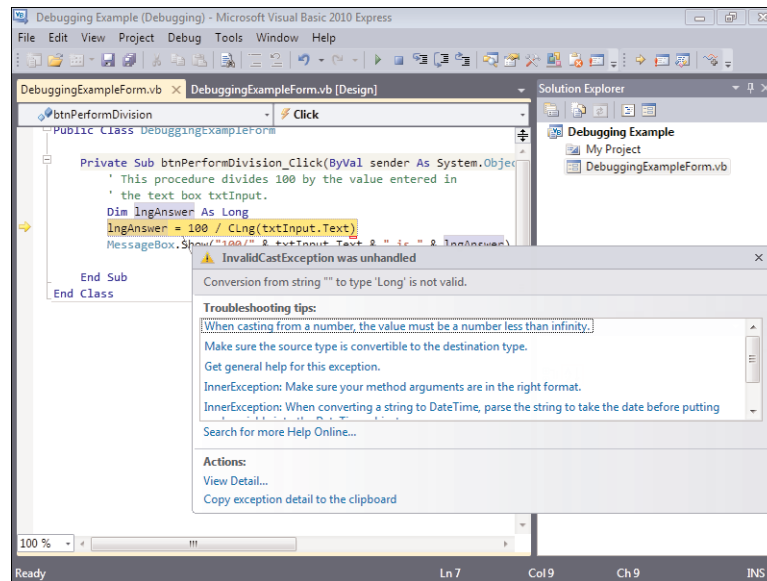 Debugging Example (Debugging) - Microsoft Visual Basic 2010 Express
File Edit View Project Debug Tools Window Help
DebuggingExampleForm.vb × DebuggingExampleForm.vb [Design]
Solution Explorer
btnPerformDivision
Click
Public Class DebuggingExampleForm
Private Sub btnPerformDivision_Click(ByVal sender As System.Objec
' This procedure divides 100 by the value entered in
' the text box txtInput.
Dim lngAnswer As Long
lngAnswer = 100 / CLng(txtInput.Text)
MessageBox.Show("100/" & txtInput.Text & " is " & lngAnswer)
End Sub
End Class
Debugging Example
My Project
DebuggingExampleForm.vb
InvalidCastException was unhandled
Conversion from string "" to type 'Long' is not valid.
Troubleshooting tips:
When casting from a number, the value must be a number less than infinity.
Make sure the source type is convertible to the destination type.
Get general help for this exception.
InnerException: Make sure your method arguments are in the right format.
InnerException: When converting a string to DateTime, parse the string to take the date before putting
Search for more Help Online...
Actions:
View Detail...
Copy exception detail to the clipboard
100 %
Ready
Ln 7 Col 9 Ch 9 INS